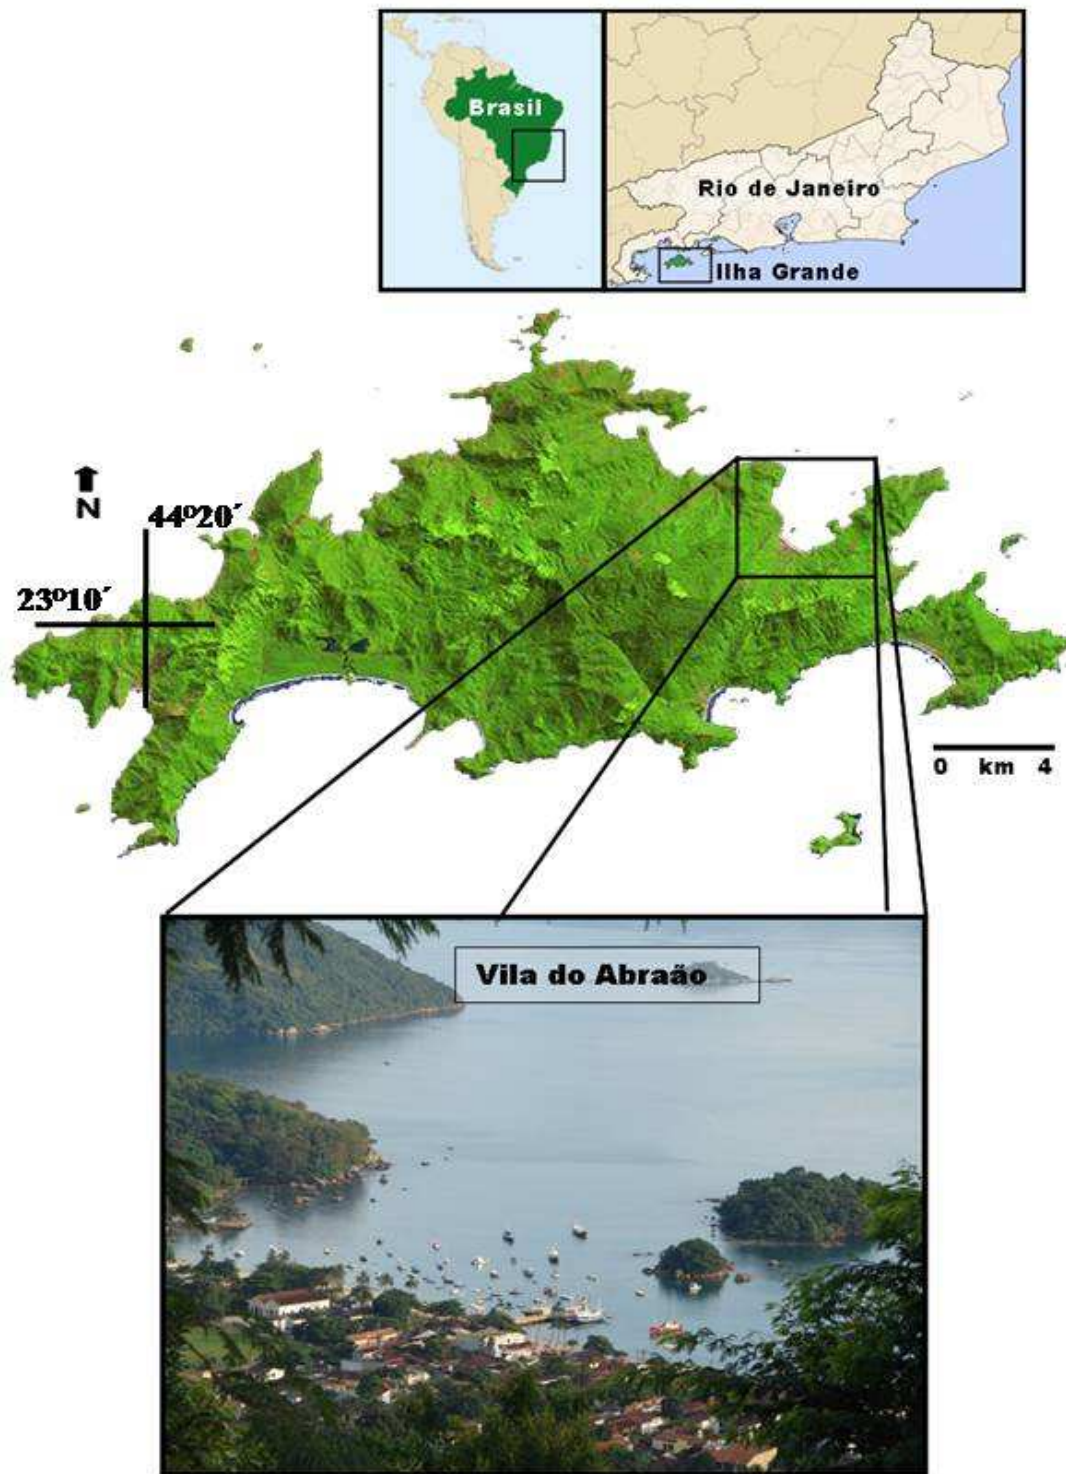 Brasil
Rio de Janeiro
Ilha Grande
N
44º20´
23º10´
0 km 4
Vila do Abraão